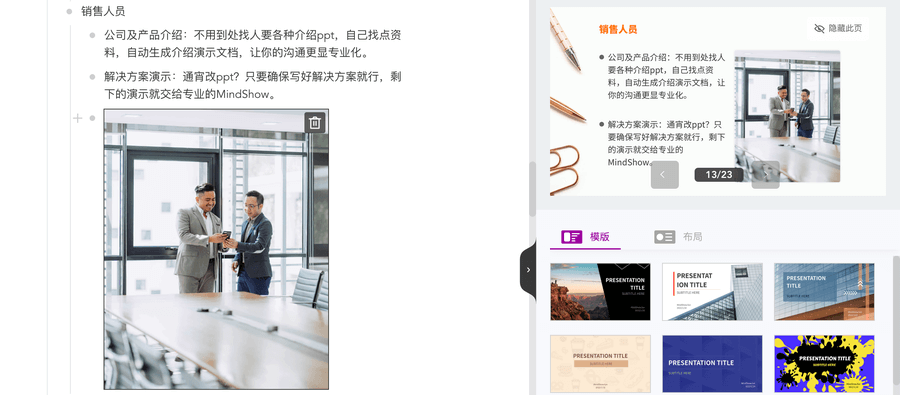 销售人员
公司及产品介绍：不用到处找人要各种介绍ppt，自己找点资
料，自动生成介绍演示文档，让你的沟通更显专业化。
解决方案演示：通宵改ppt？只要确保写好解决方案就行，剩
下的演示就交给专业的MindShow。
销售人员
隐藏此页
公司及产品介绍：不用到处找人
要各种介绍ppt，自己找点资
料，自动生成介绍演示文档，让
你的沟通更显专业化。
解决方案演示：通宵改ppt？只
要确保写好解决方案就行，剩下
的演示就交给专业的
MindShow。
13/23
模版
布局
PRESENTATION
TITLE
SUBTITLE HERE
PRESENTAT
ION TITLE
SUBTITLE HERE
PRESENTATION
TITLE
SUBTITLE HERE
PRESENTATION TITLE
SUBTITLE HERE
PRESENTATION TITLE
SUBTITLE HERE
PRESENTATION TITLE
SUBTITLE HERE